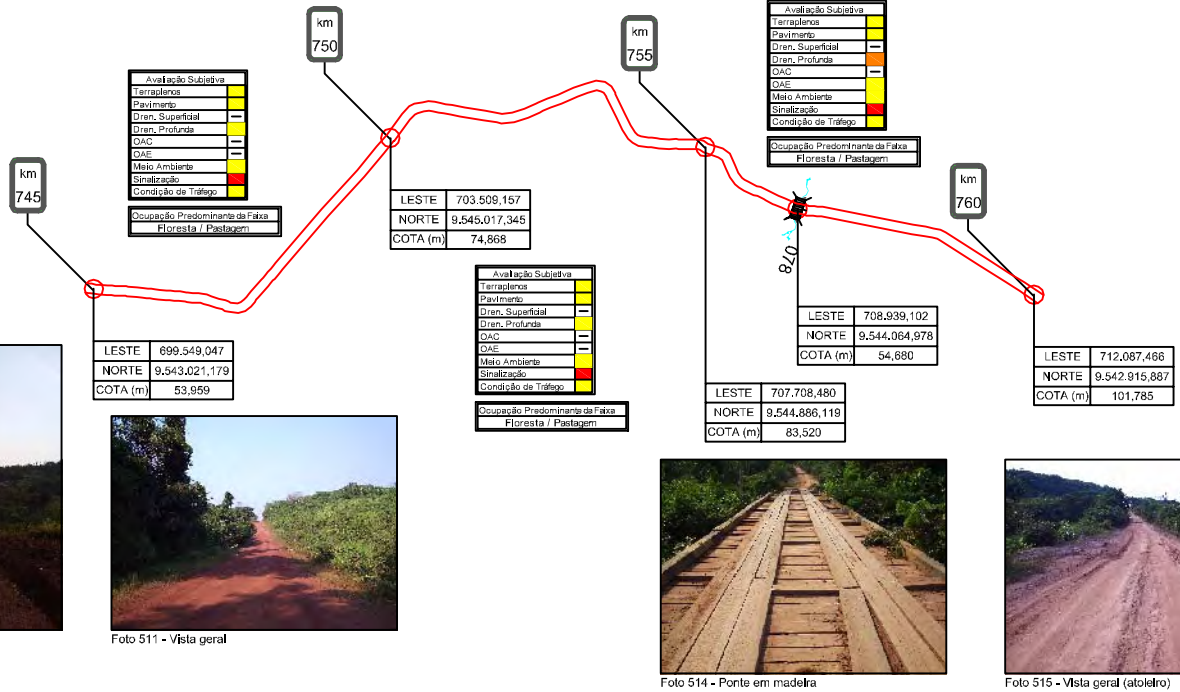 km
745
km
750
km
755
km
760
Avaliação Subjetiva
Terraplenos
Pavimento
Dren. Superficial —
Dren. Profunda
OAC —
OAE —
Meio Ambiente
Sinalização
Condição de Tráfego
Ocupação Predominante da Faixa
Floresta / Pastagem
Avaliação Subjetiva
Terraplenos
Pavimento
Dren. Superficial —
Dren. Profunda
OAC —
OAE —
Meio Ambiente
Sinalização
Condição de Tráfego
Ocupação Predominante da Faixa
Floresta / Pastagem
Avaliação Subjetiva
Terraplenos
Pavimento
Dren. Superficial —
Dren. Profunda
OAC —
OAE
Meio Ambiente
Sinalização
Condição de Tráfego
Ocupação Predominante da Faixa
Floresta / Pastagem
LESTE 699.549,047
NORTE 9.543.021,179
COTA (m) 53,959
LESTE 703.509,157
NORTE 9.545.017,345
COTA (m) 74,868
LESTE 707.708,480
NORTE 9.544.886,119
COTA (m) 83,520
078
LESTE 708.939,102
NORTE 9.544.064,978
COTA (m) 54,680
LESTE 712.087,466
NORTE 9.542.915,887
COTA (m) 101,785
Foto 511 - Vista geral
Foto 514 - Ponte em madeira
Foto 515 - Vista geral (atoleiro)